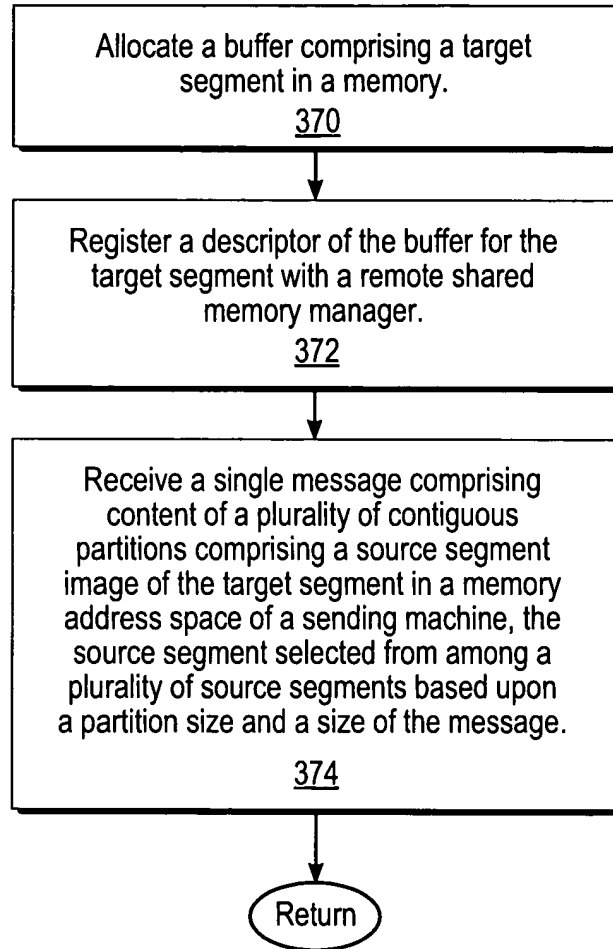 Allocate a buffer comprising a target
segment in a memory.
370
Register a descriptor of the buffer for the
target segment with a remote shared
memory manager.
372
Receive a single message comprising
content of a plurality of contiguous
partitions comprising a source segment
image of the target segment in a memory
address space of a sending machine, the
source segment selected from among a
plurality of source segments based upon
a partition size and a size of the message.
374
Return